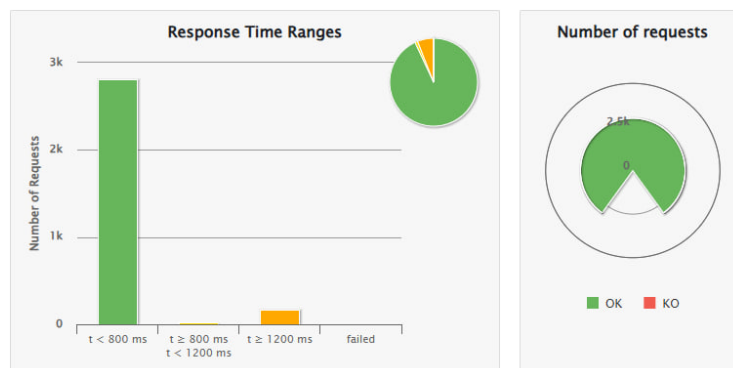 Response Time Ranges
Number of Requests
3k
2k
1k
0
t < 800 ms
t ≥ 800 ms
t < 1200 ms
t ≥ 1200 ms
failed
Number of requests
2.5k
0
OK
KO